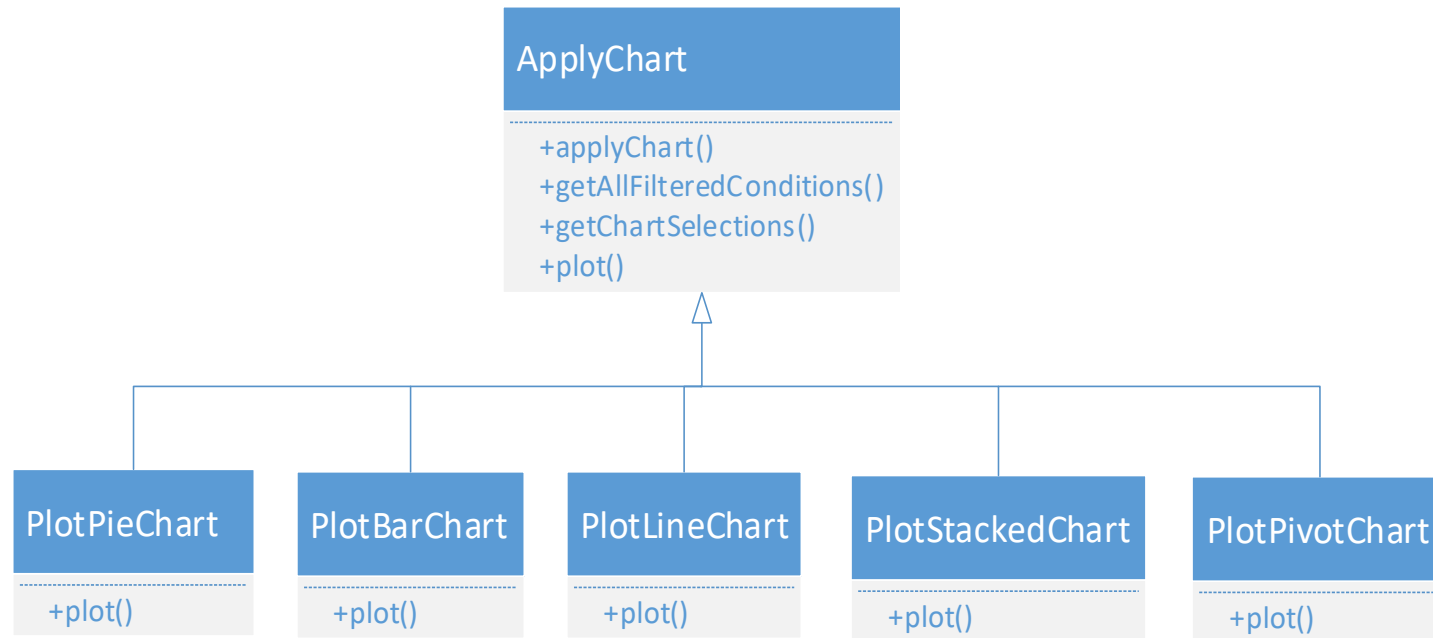 ApplyChart
+applyChart()
+getAllFilteredConditions()
+getChartSelections()
+plot()
PlotPieChart
+plot()
PlotBarChart
+plot()
PlotLineChart
+plot()
PlotStackedChart
+plot()
PlotPivotChart
+plot()